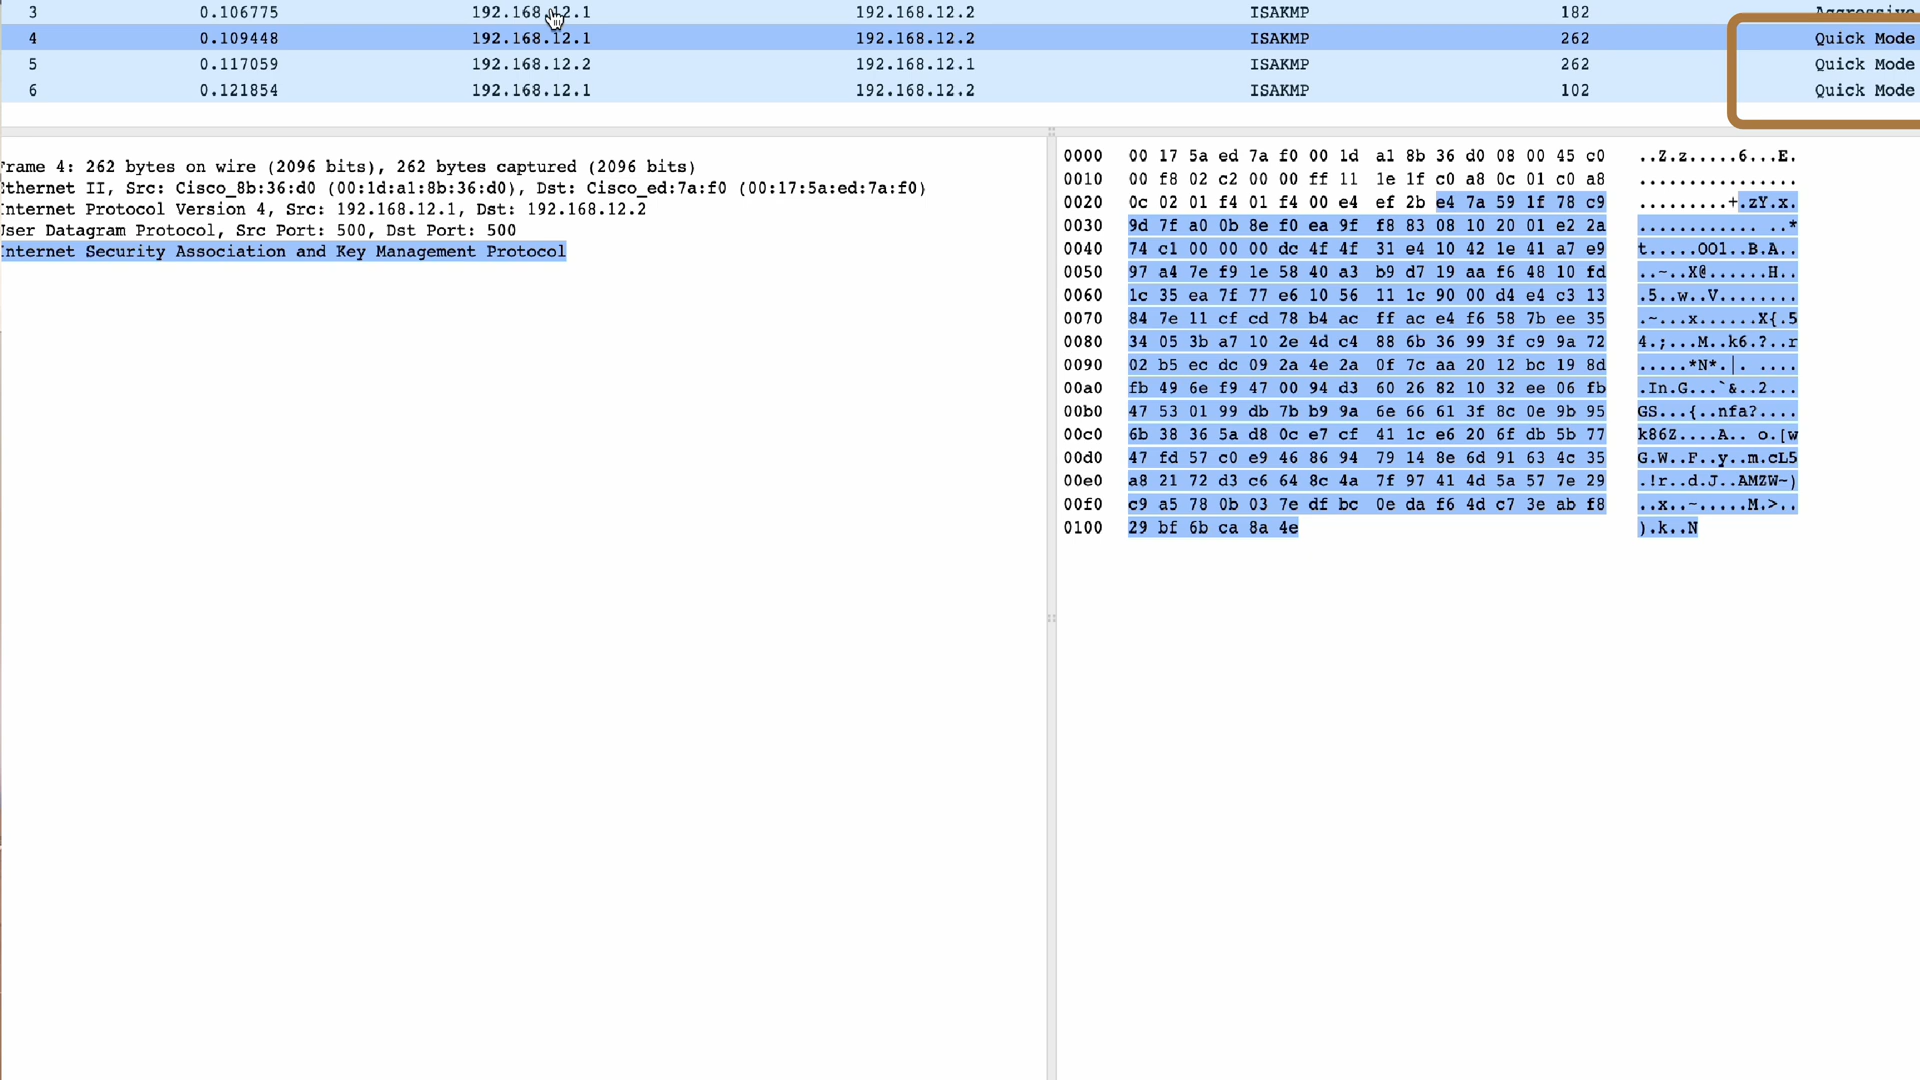 3 0.106775 192.168.12.1 192.168.12.2 ISAKMP 182 Aggressive
4 0.109448 192.168.12.1 192.168.12.2 ISAKMP 262 Quick Mode
5 0.117059 192.168.12.2 192.168.12.1 ISAKMP 262 Quick Mode
6 0.121854 192.168.12.1 192.168.12.2 ISAKMP 102 Quick Mode
rame 4: 262 bytes on wire (2096 bits), 262 bytes captured (2096 bits)
thernet II, Src: Cisco_8b:36:d0 (00:1d:a1:8b:36:d0), Dst: Cisco_ed:7a:f0 (00:17:5a:ed:7a:f0)
nternet Protocol Version 4, Src: 192.168.12.1, Dst: 192.168.12.2
ser Datagram Protocol, Src Port: 500, Dst Port: 500
nternet Security Association and Key Management Protocol
0000 00 17 5a ed 7a f0 00 1d a1 8b 36 d0 08 00 45 c0 ..Z.z.....6...E.
0010 00 f8 02 c2 00 00 ff 11 1e 1f c0 a8 0c 01 c0 a8 ................
0020 0c 02 01 f4 01 f4 00 e4 ef 2b e4 7a 59 1f 78 c9 .........+.zY.x.
0030 9d 7f a0 0b 8e f0 ea 9f f8 83 08 10 20 01 e2 2a ............ ..*
0040 74 c1 00 00 00 dc 4f 4f 31 e4 10 42 1e 41 a7 e9 t.....OO1..B.A..
0050 97 a4 7e f9 1e 58 40 a3 b9 d7 19 aa f6 48 10 fd ..~..X@......H..
0060 1c 35 ea 7f 77 e6 10 56 11 1c 90 00 d4 e4 c3 13 .5..w..V........
0070 84 7e 11 cf cd 78 b4 ac ff ac e4 f6 58 7b ee 35 .~...x......X{.5
0080 34 05 3b a7 10 2e 4d c4 88 6b 36 99 3f c9 9a 72 4.;...M..k6.?..r
0090 02 b5 ec dc 09 2a 4e 2a 0f 7c aa 20 12 bc 19 8d .....*N*.|. ....
00a0 fb 49 6e f9 47 00 94 d3 60 26 82 10 32 ee 06 fb .In.G...`&..2...
00b0 47 53 01 99 db 7b b9 9a 6e 66 61 3f 8c 0e 9b 95 GS...{..nfa?....
00c0 6b 38 36 5a d8 0c e7 cf 41 1c e6 20 6f db 5b 77 k86Z....A.. o.[w
00d0 47 fd 57 c0 e9 46 86 94 79 14 8e 6d 91 63 4c 35 G.W..F..y..m.cL5
00e0 a8 21 72 d3 c6 64 8c 4a 7f 97 41 4d 5a 57 7e 29 .!r..d.J..AMZW~)
00f0 c9 a5 78 0b 03 7e df bc 0e da f6 4d c7 3e ab f8 ..x..~.....M.>..
0100 29 bf 6b ca 8a 4e ).k..N